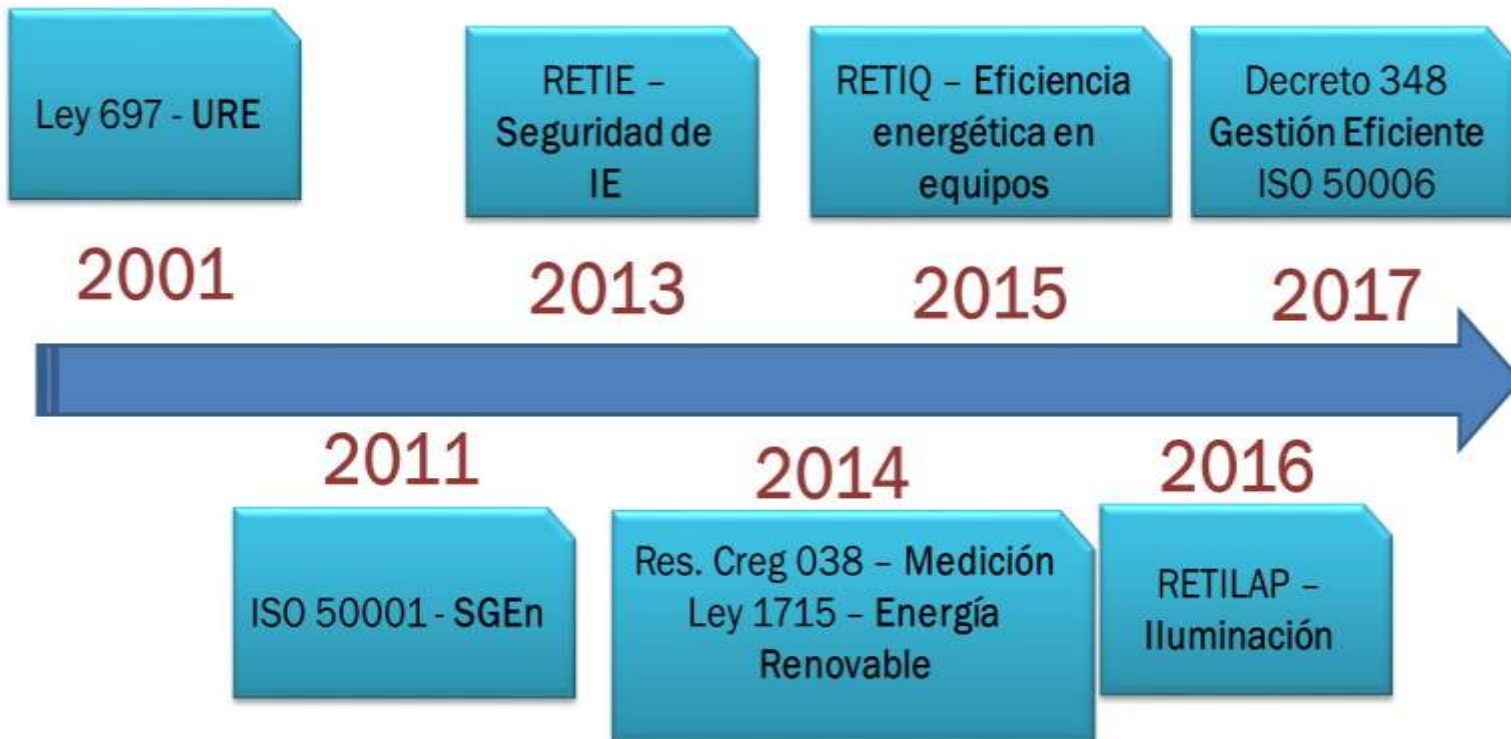 Ley 697 - URE
RETIE –
Seguridad de
IE
RETIQ – Eficiencia
energética en
equipos
Decreto 348
Gestión Eficiente
ISO 50006
2001
2013
2015
2017
2011
2014
2016
ISO 50001 - SGEn
Res. Creg 038 – Medición
Ley 1715 – Energía
Renovable
RETILAP –
Iluminación